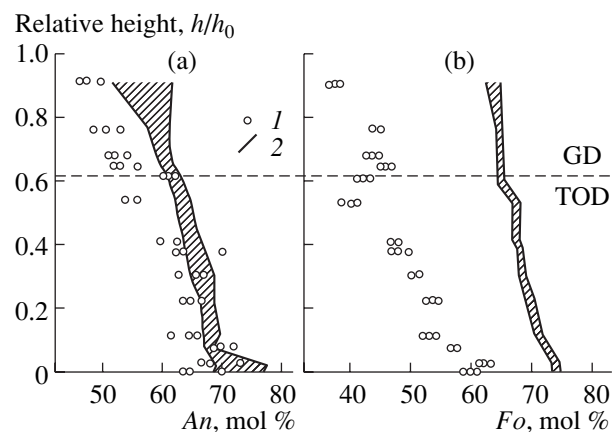 Relative height, h/h0
(a)
(b)
1.0
0.8
0.6
0.4
0.2
0
1
2
GD
TOD
50 60 70 80
40 50 60 70 80
An, mol %
Fo, mol %